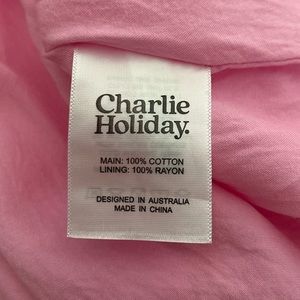 Charlie
Holiday.
MAIN: 100% COTTON
LINING: 100% RAYON
DESIGNED IN AUSTRALIA
MADE IN CHINA